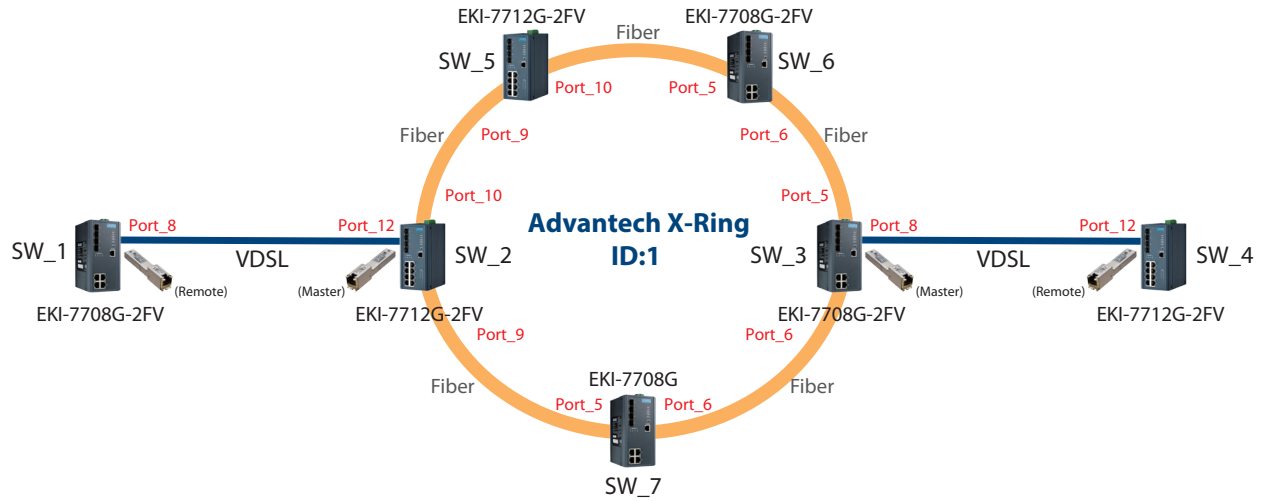 EKI-7712G-2FV
EKI-7708G-2FV
Fiber
SW_5
SW_6
Port_10
Port_5
Fiber
Port_9
Port_6
Fiber
Port_10
Port_5
Advantech X-Ring
ID:1
Port_8
Port_12
Port_8
Port_12
SW_1
VDSL
SW_2
SW_3
VDSL
SW_4
(Remote)
(Master)
(Master)
(Remote)
EKI-7708G-2FV
EKI-7712G-2FV
EKI-7708G-2FV
EKI-7712G-2FV
Port_9
Port_6
Fiber
EKI-7708G
Fiber
Port_5
Port_6
SW_7